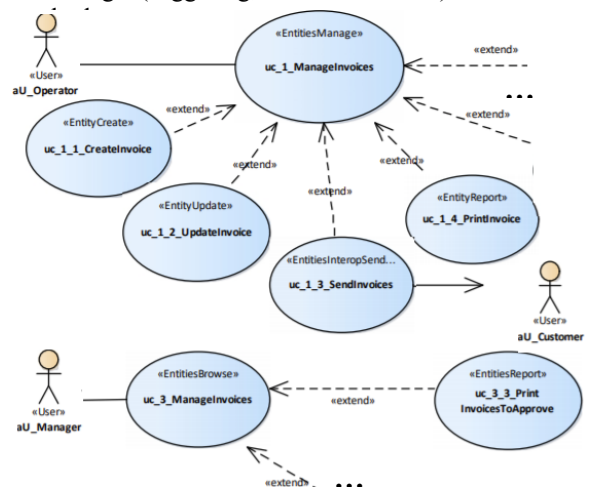 «EntitiesManage»
uc_1_ManageInvoices
«extend»
...
«User»
aU_Operator
«EntityCreate»
uc_1_1_CreateInvoice
«extend»
«extend»
«extend»
«extend»
«EntityUpdate»
uc_1_2_UpdateInvoice
«EntityReport»
uc_1_4_PrintInvoice
«EntitiesInteropSend...
uc_1_3_SendInvoices
«User»
aU_Customer
«User»
aU_Manager
«EntitiesBrowse»
uc_3_ManageInvoices
«extend»
«EntitiesReport»
uc_3_3_Print
InvoicesToApprove
«extend»
...